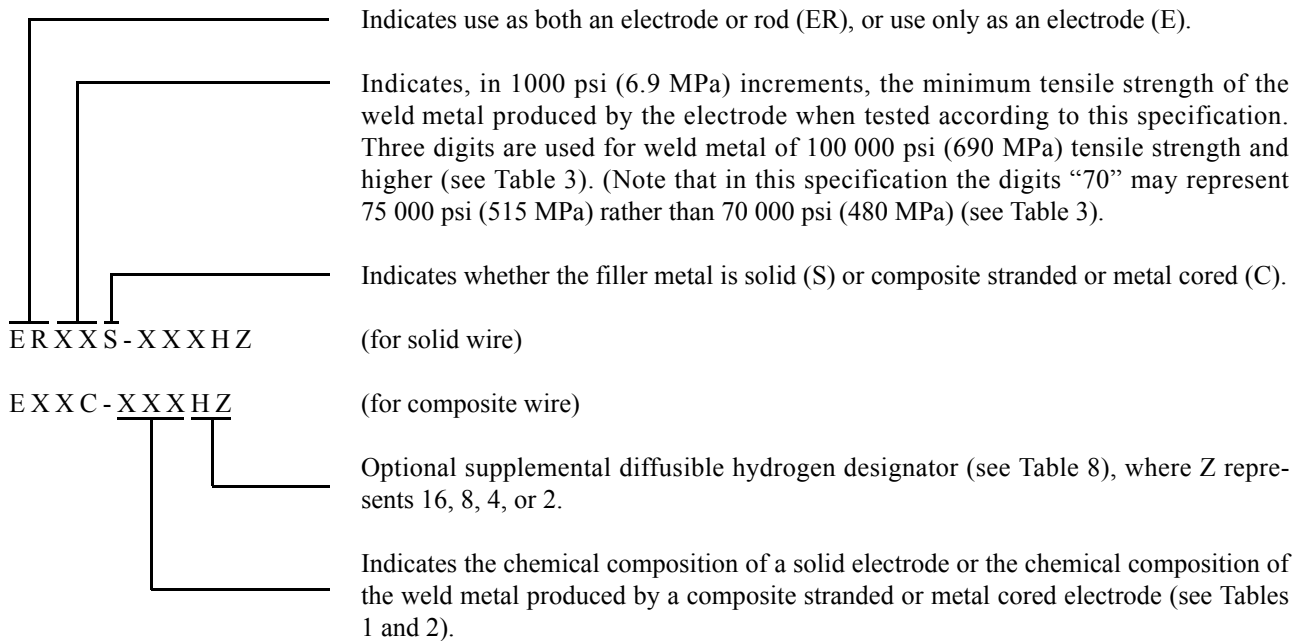 Indicates use as both an electrode or rod (ER), or use only as an electrode (E).
Indicates, in 1000 psi (6.9 MPa) increments, the minimum tensile strength of the
weld metal produced by the electrode when tested according to this specification.
Three digits are used for weld metal of 100 000 psi (690 MPa) tensile strength and
higher (see Table 3). (Note that in this specification the digits “70” may represent
75 000 psi (515 MPa) rather than 70 000 psi (480 MPa) (see Table 3).
Indicates whether the filler metal is solid (S) or composite stranded or metal cored (C).
E R X X S - X X X H Z (for solid wire)
E X X C - X X X H Z (for composite wire)
Optional supplemental diffusible hydrogen designator (see Table 8), where Z repre-
sents 16, 8, 4, or 2.
Indicates the chemical composition of a solid electrode or the chemical composition of
the weld metal produced by a composite stranded or metal cored electrode (see Tables
1 and 2).